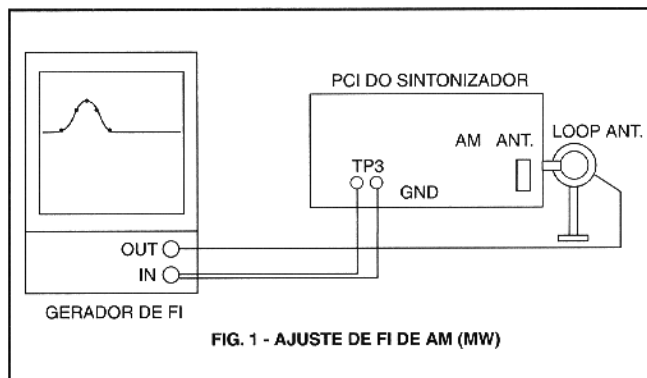 PCI DO SINTONIZADOR
AM ANT.
LOOP ANT.
TP3
GND
OUT
IN
GERADOR DE FI
FIG. 1 - AJUSTE DE FI DE AM (MW)